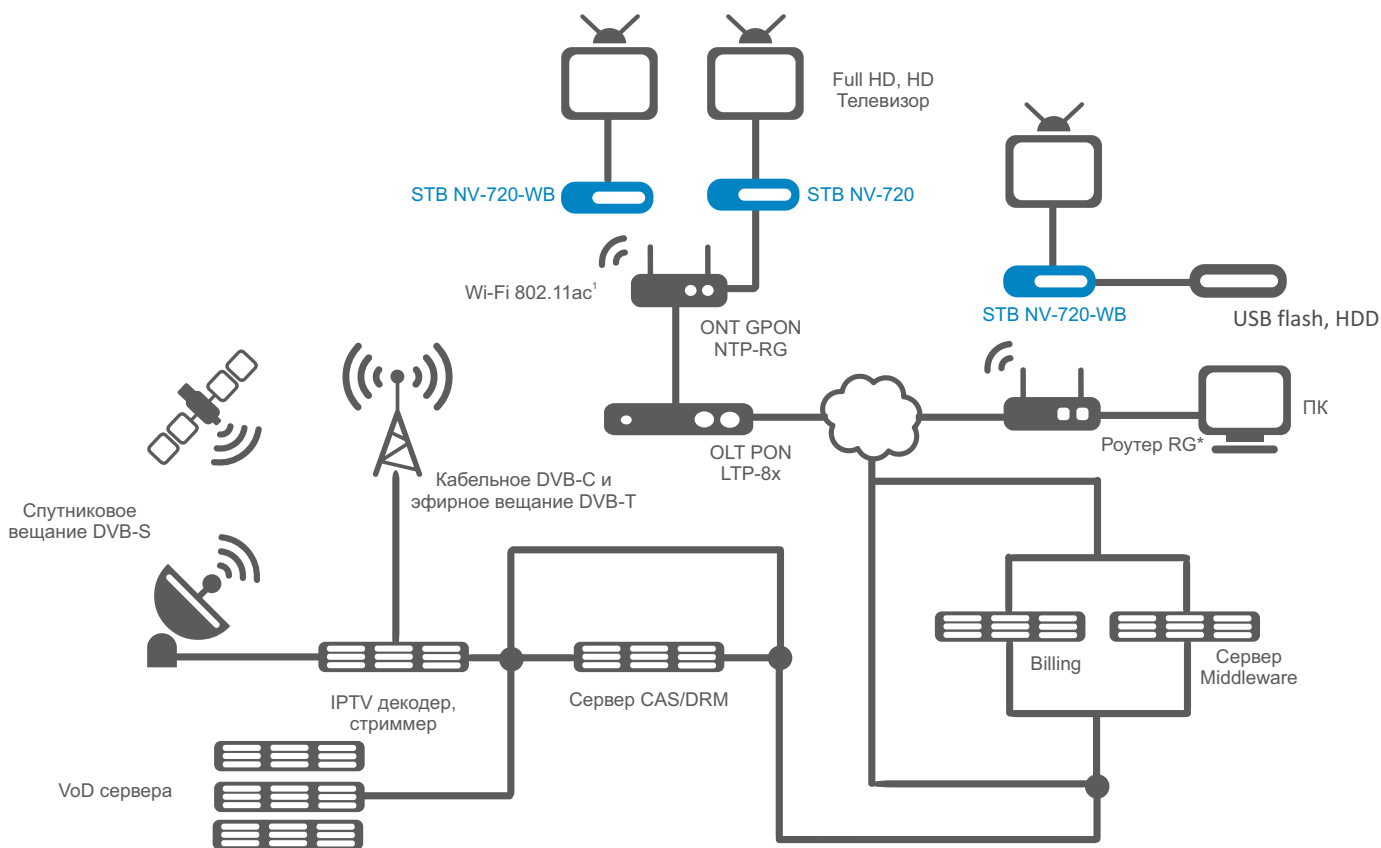 Full HD, HD
Телевизор
STB NV-720-WB
STB NV-720
Wi-Fi 802.11ac¹
ONT GPON
NTP-RG
STB NV-720-WB
USB flash, HDD
OLT PON
LTP-8x
Роутер RG*
ПК
Кабельное DVB-C и
эфирное вещание DVB-T
Спутниковое
вещание DVB-S
IPTV декодер,
стриммер
Сервер CAS/DRM
Billing
Сервер
Middleware
VoD сервера